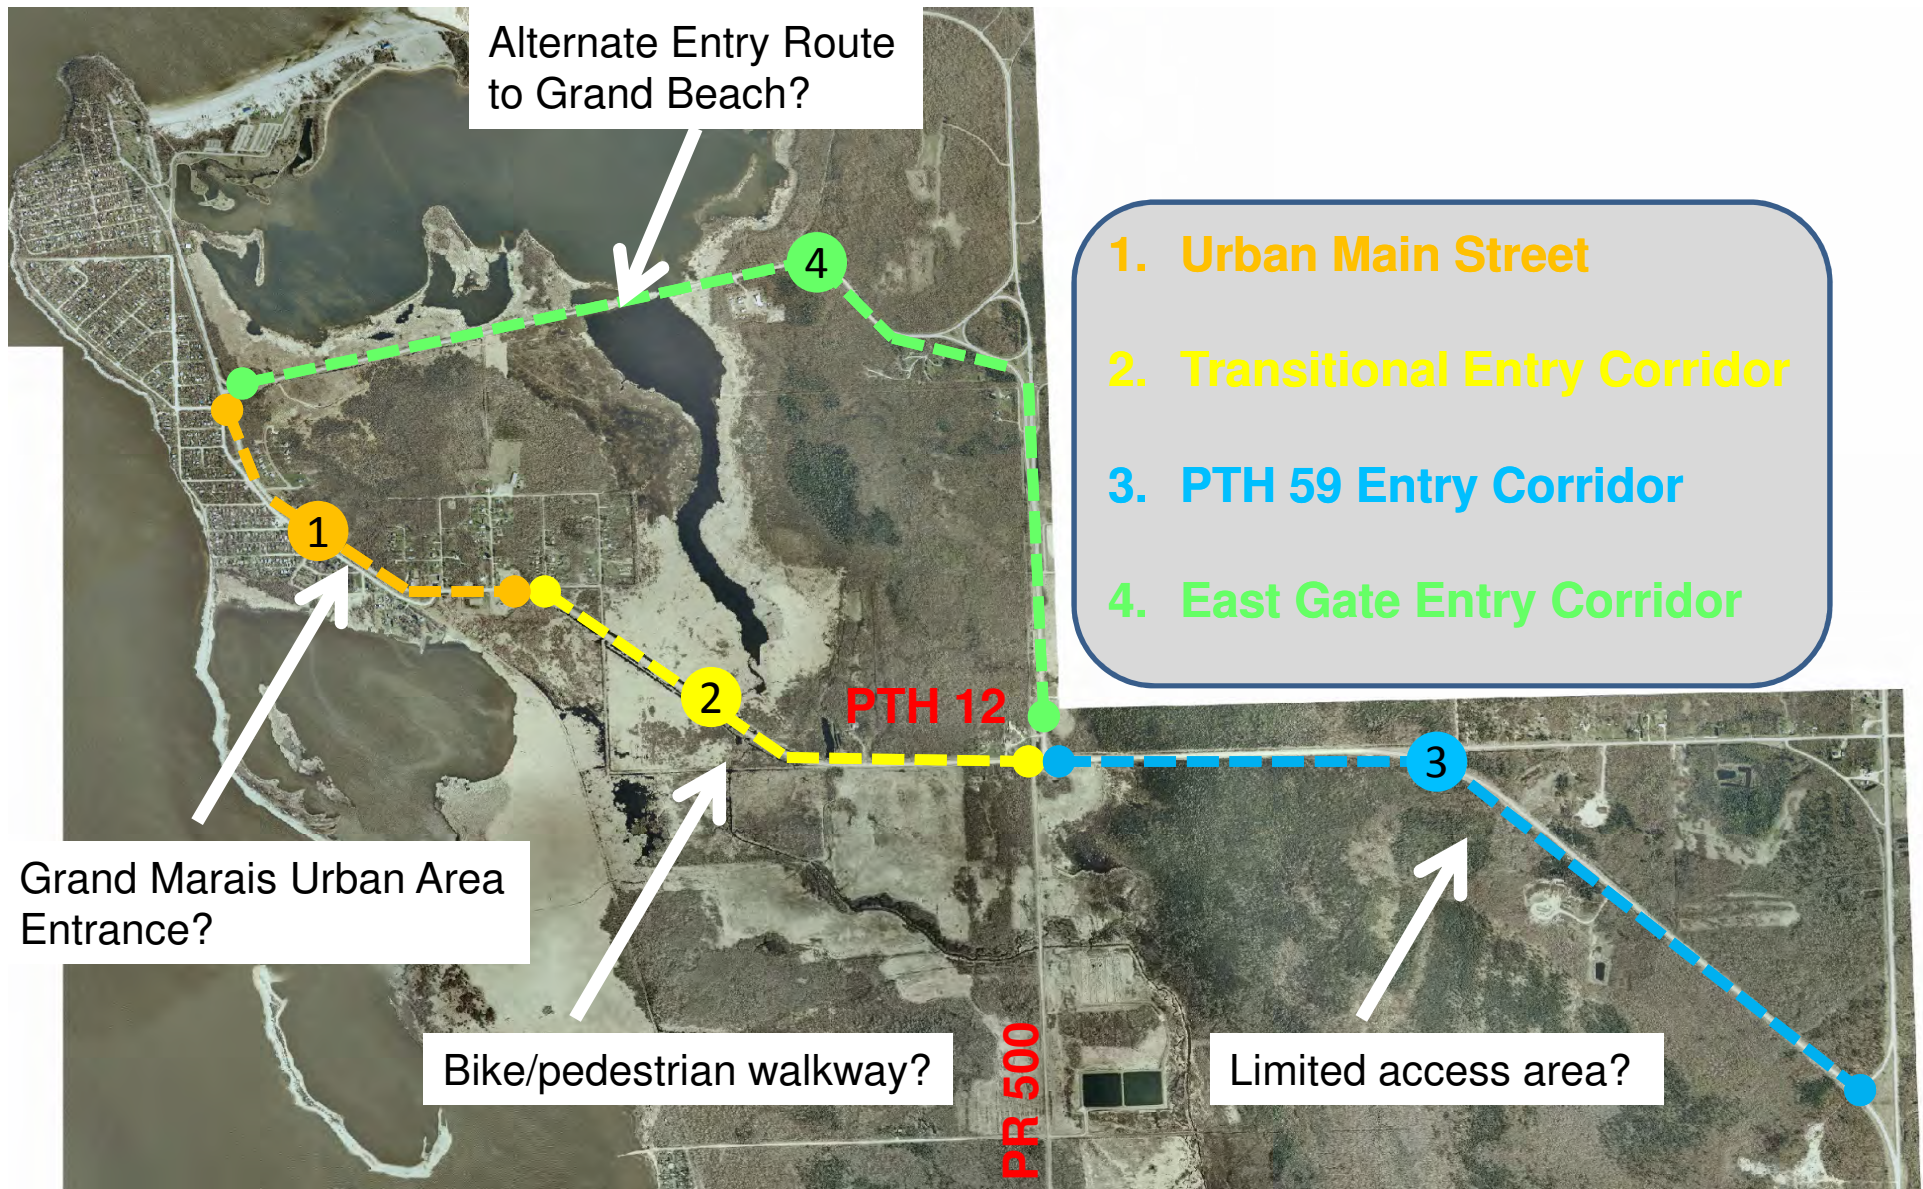 Alternate Entry Route
to Grand Beach?
4
1. Urban Main Street
2. Transitional Entry Corridor
3. PTH 59 Entry Corridor
4. East Gate Entry Corridor
1
2
PTH 12
3
Grand Marais Urban Area
Entrance?
Bike/pedestrian walkway?
PR 500
Limited access area?